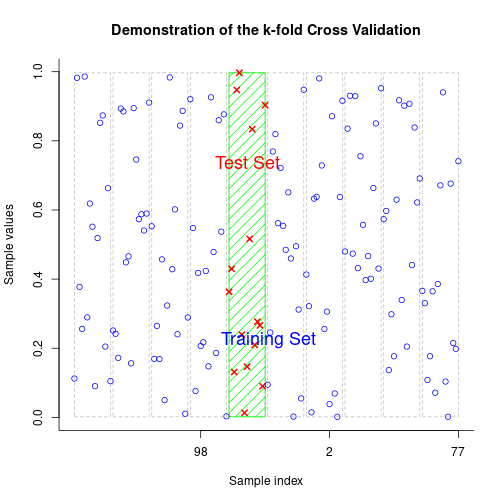 Demonstration of the k-fold Cross Validation
Sample values
1.0
0.8
0.6
0.4
0.2
0.0
Test Set
Training Set
98
2
77
Sample index